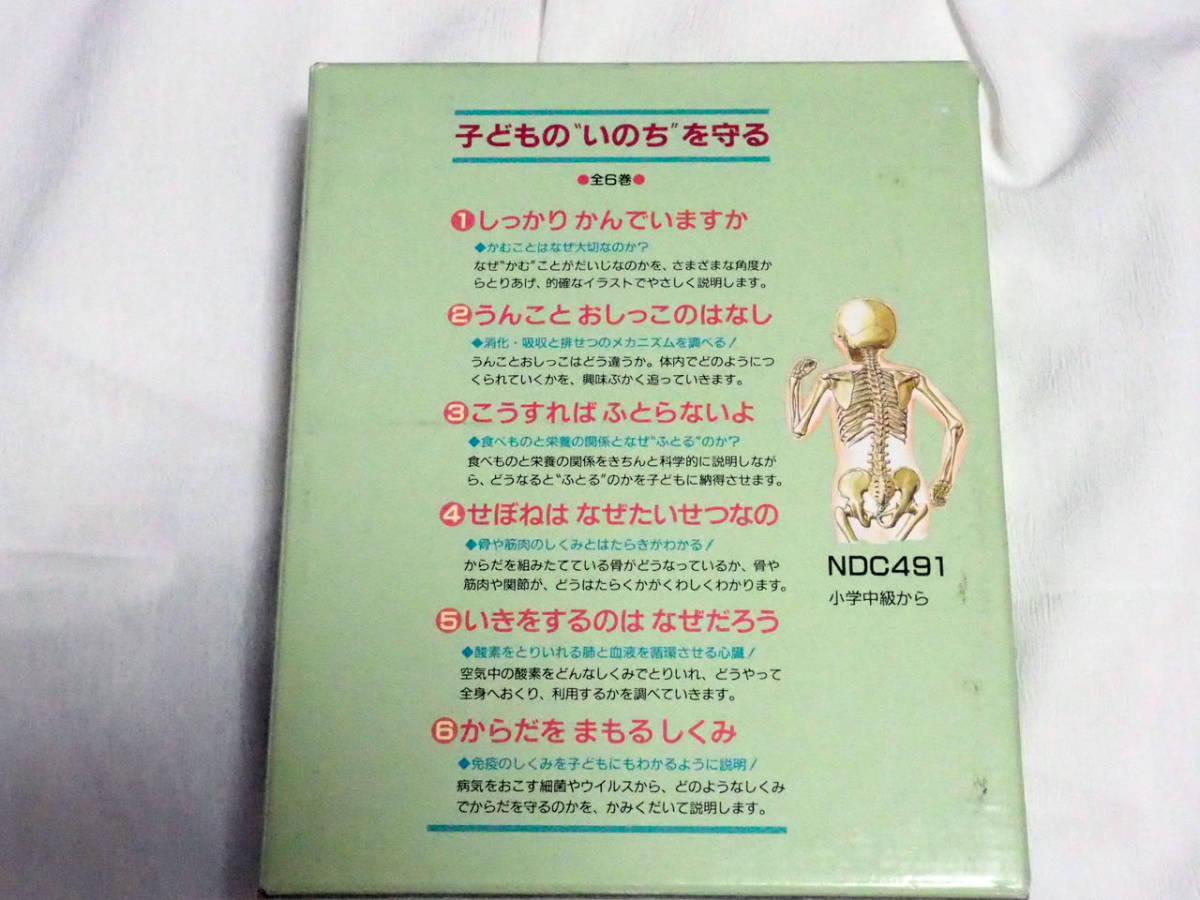 子どもの“いのち”を守る
●全6巻●
❶しっかり かんでいますか
◆かむことはなぜ大切なのか？
なぜ“かむ”ことがだいじなのかを、さまざまな角度か
らとりあげ、的確なイラストでやさしく説明します。
❷うんこと おしっこのはなし
◆消化・吸収と排せつのメカニズムを調べる！
うんことおしっこはどう違うか。体内でどのようにつ
くられていくかを、興味ぶかく追っていきます。
❸こうすれば ふとらないよ
◆食べものと栄養の関係となぜ“ふとる”のか？
食べものと栄養の関係をきちんと科学的に説明しなが
ら、どうなると“ふとる”のかを子どもに納得させます。
❹せぼねは なぜたいせつなの
◆骨や筋肉のしくみとはたらきがわかる！
からだを組みたてている骨がどうなっているか、骨や
筋肉や関節が、どうはたらくかがくわしくわかります。
❺いきをするのは なぜだろう
◆酸素をとりいれる肺と血液を循環させる心臓！
空気中の酸素をどんなしくみでとりいれ、どうやって
全身へおくり、利用するかを調べていきます。
❻からだを まもる しくみ
◆免疫のしくみを子どもにもわかるように説明！
病気をおこす細菌やウイルスから、どのようなしくみ
でからだを守るのかを、かみくだいて説明します。
NDC491
小学中級から